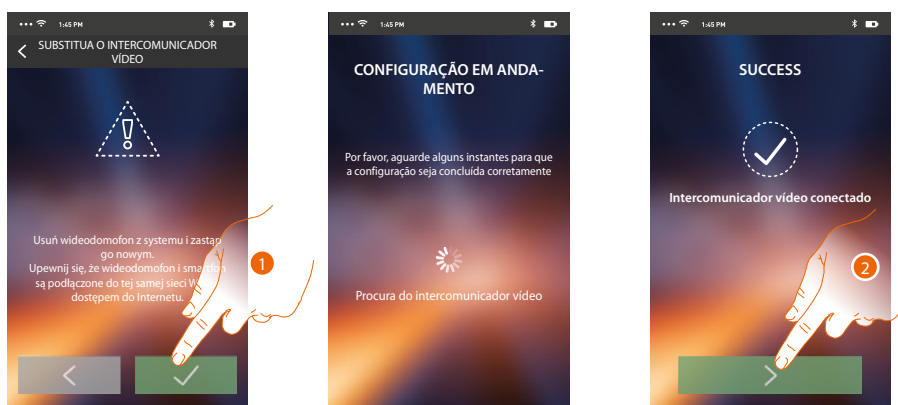 1:45 PM
SUBSTITUA O INTERCOMUNICADOR
VÍDEO
Usuń wideodomofon z systemu i zastąp
go nowym.
Upewnij się, że wideodomofon i smartfon
są podłączone do tej samej sieci W
dostępem do Internetu.
1
1:45 PM
CONFIGURAÇÃO EM ANDA-
MENTO
Por favor, aguarde alguns instantes para que
a configuração seja concluída corretamente
Procura do intercomunicador vídeo
1:45 PM
SUCCESS
Intercomunicador vídeo conectado
2